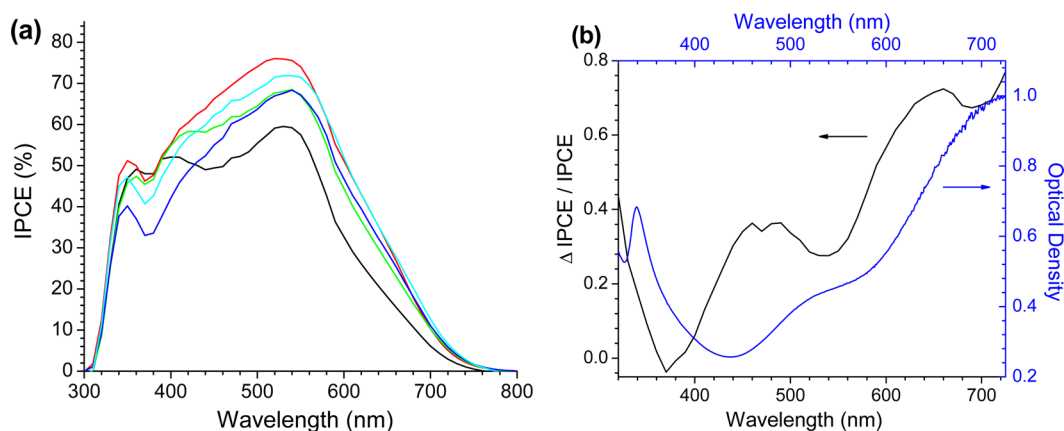 (a)
80
70
60
50
40
30
20
10
0
IPCE (%)
300 400 500 600 700 800
Wavelength (nm)
(b)
Wavelength (nm)
400 500 600 700
0.8
0.6
0.4
0.2
0.0
Δ IPCE / IPCE
1.0
0.8
0.6
0.4
0.2
Optical Density
400 500 600 700
Wavelength (nm)